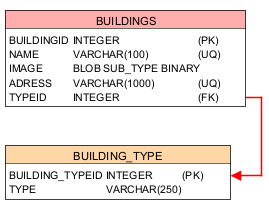 BUILDINGS
BUILDINGID INTEGER (PK)
NAME VARCHAR(100) (UQ)
IMAGE BLOB SUB_TYPE BINARY
ADRESS VARCHAR(1000) (UQ)
TYPEID INTEGER (FK)
BUILDING_TYPE
BUILDING_TYPEID INTEGER (PK)
TYPE VARCHAR(250)